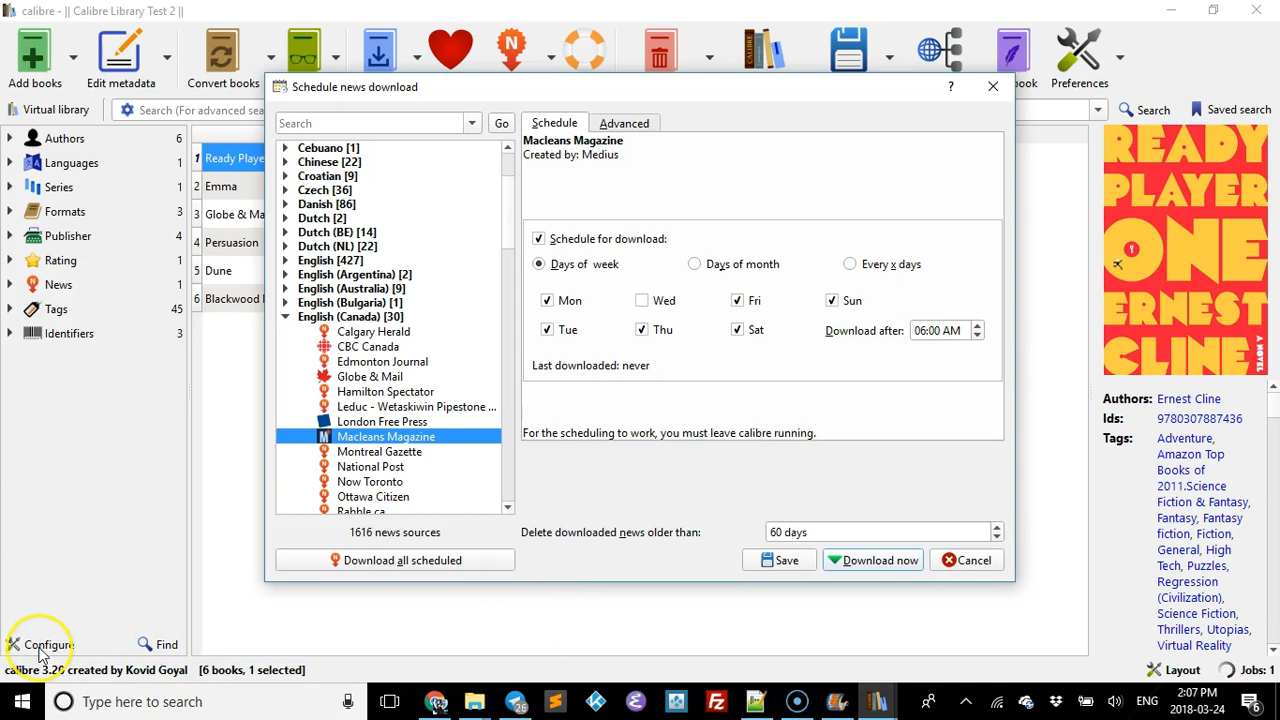 calibre - || Calibre Library Test 2 ||
Add books
Edit metadata
Convert books
book
Preferences
Virtual library
Search (For advanced sea
Search
Saved search
Schedule news download
?
Search
Go
Schedule
Advanced
Authors 6
Languages 1
Series 1
Formats 3
Publisher 4
Rating 1
News 1
Tags 45
Identifiers 3
1 Ready Playe
2 Emma
3 Globe & Ma
4 Persuasion
5 Dune
6 Blackwood
Cebuano [1]
Chinese [22]
Croatian [9]
Czech [36]
Danish [86]
Dutch [2]
Dutch (BE) [14]
Dutch (NL) [22]
English [427]
English (Argentina) [2]
English (Australia) [9]
English (Bulgaria) [1]
English (Canada) [30]
Calgary Herald
CBC Canada
Edmonton Journal
Globe & Mail
Hamilton Spectator
Leduc - Wetaskiwin Pipestone ...
London Free Press
Macleans Magazine
Montreal Gazette
National Post
Now Toronto
Ottawa Citizen
Rabble.ca
1616 news sources
Download all scheduled
Macleans Magazine
Created by: Medius
Schedule for download:
Days of week
Days of month
Every x days
Mon
Wed
Fri
Sun
Tue
Thu
Sat
Download after: 06:00 AM
Last downloaded: never
For the scheduling to work, you must leave calibre running.
Delete downloaded news older than: 60 days
Save
Download now
Cancel
READY
PLAYER
ONE
ERNEST
CLINE
A NOVEL
Authors: Ernest Cline
Ids: 9780307887436
Tags: Adventure,
Amazon Top
Books of
2011.Science
Fiction & Fantasy,
Fantasy, Fantasy
fiction, Fiction,
General, High
Tech, Puzzles,
Regression
(Civilization),
Science Fiction,
Thrillers, Utopias,
Virtual Reality
Configure
Find
calibre 3.20 created by Kovid Goyal [6 books, 1 selected]
Layout
Jobs: 1
Type here to search
26
ENG
2:07 PM
2018-03-24
6